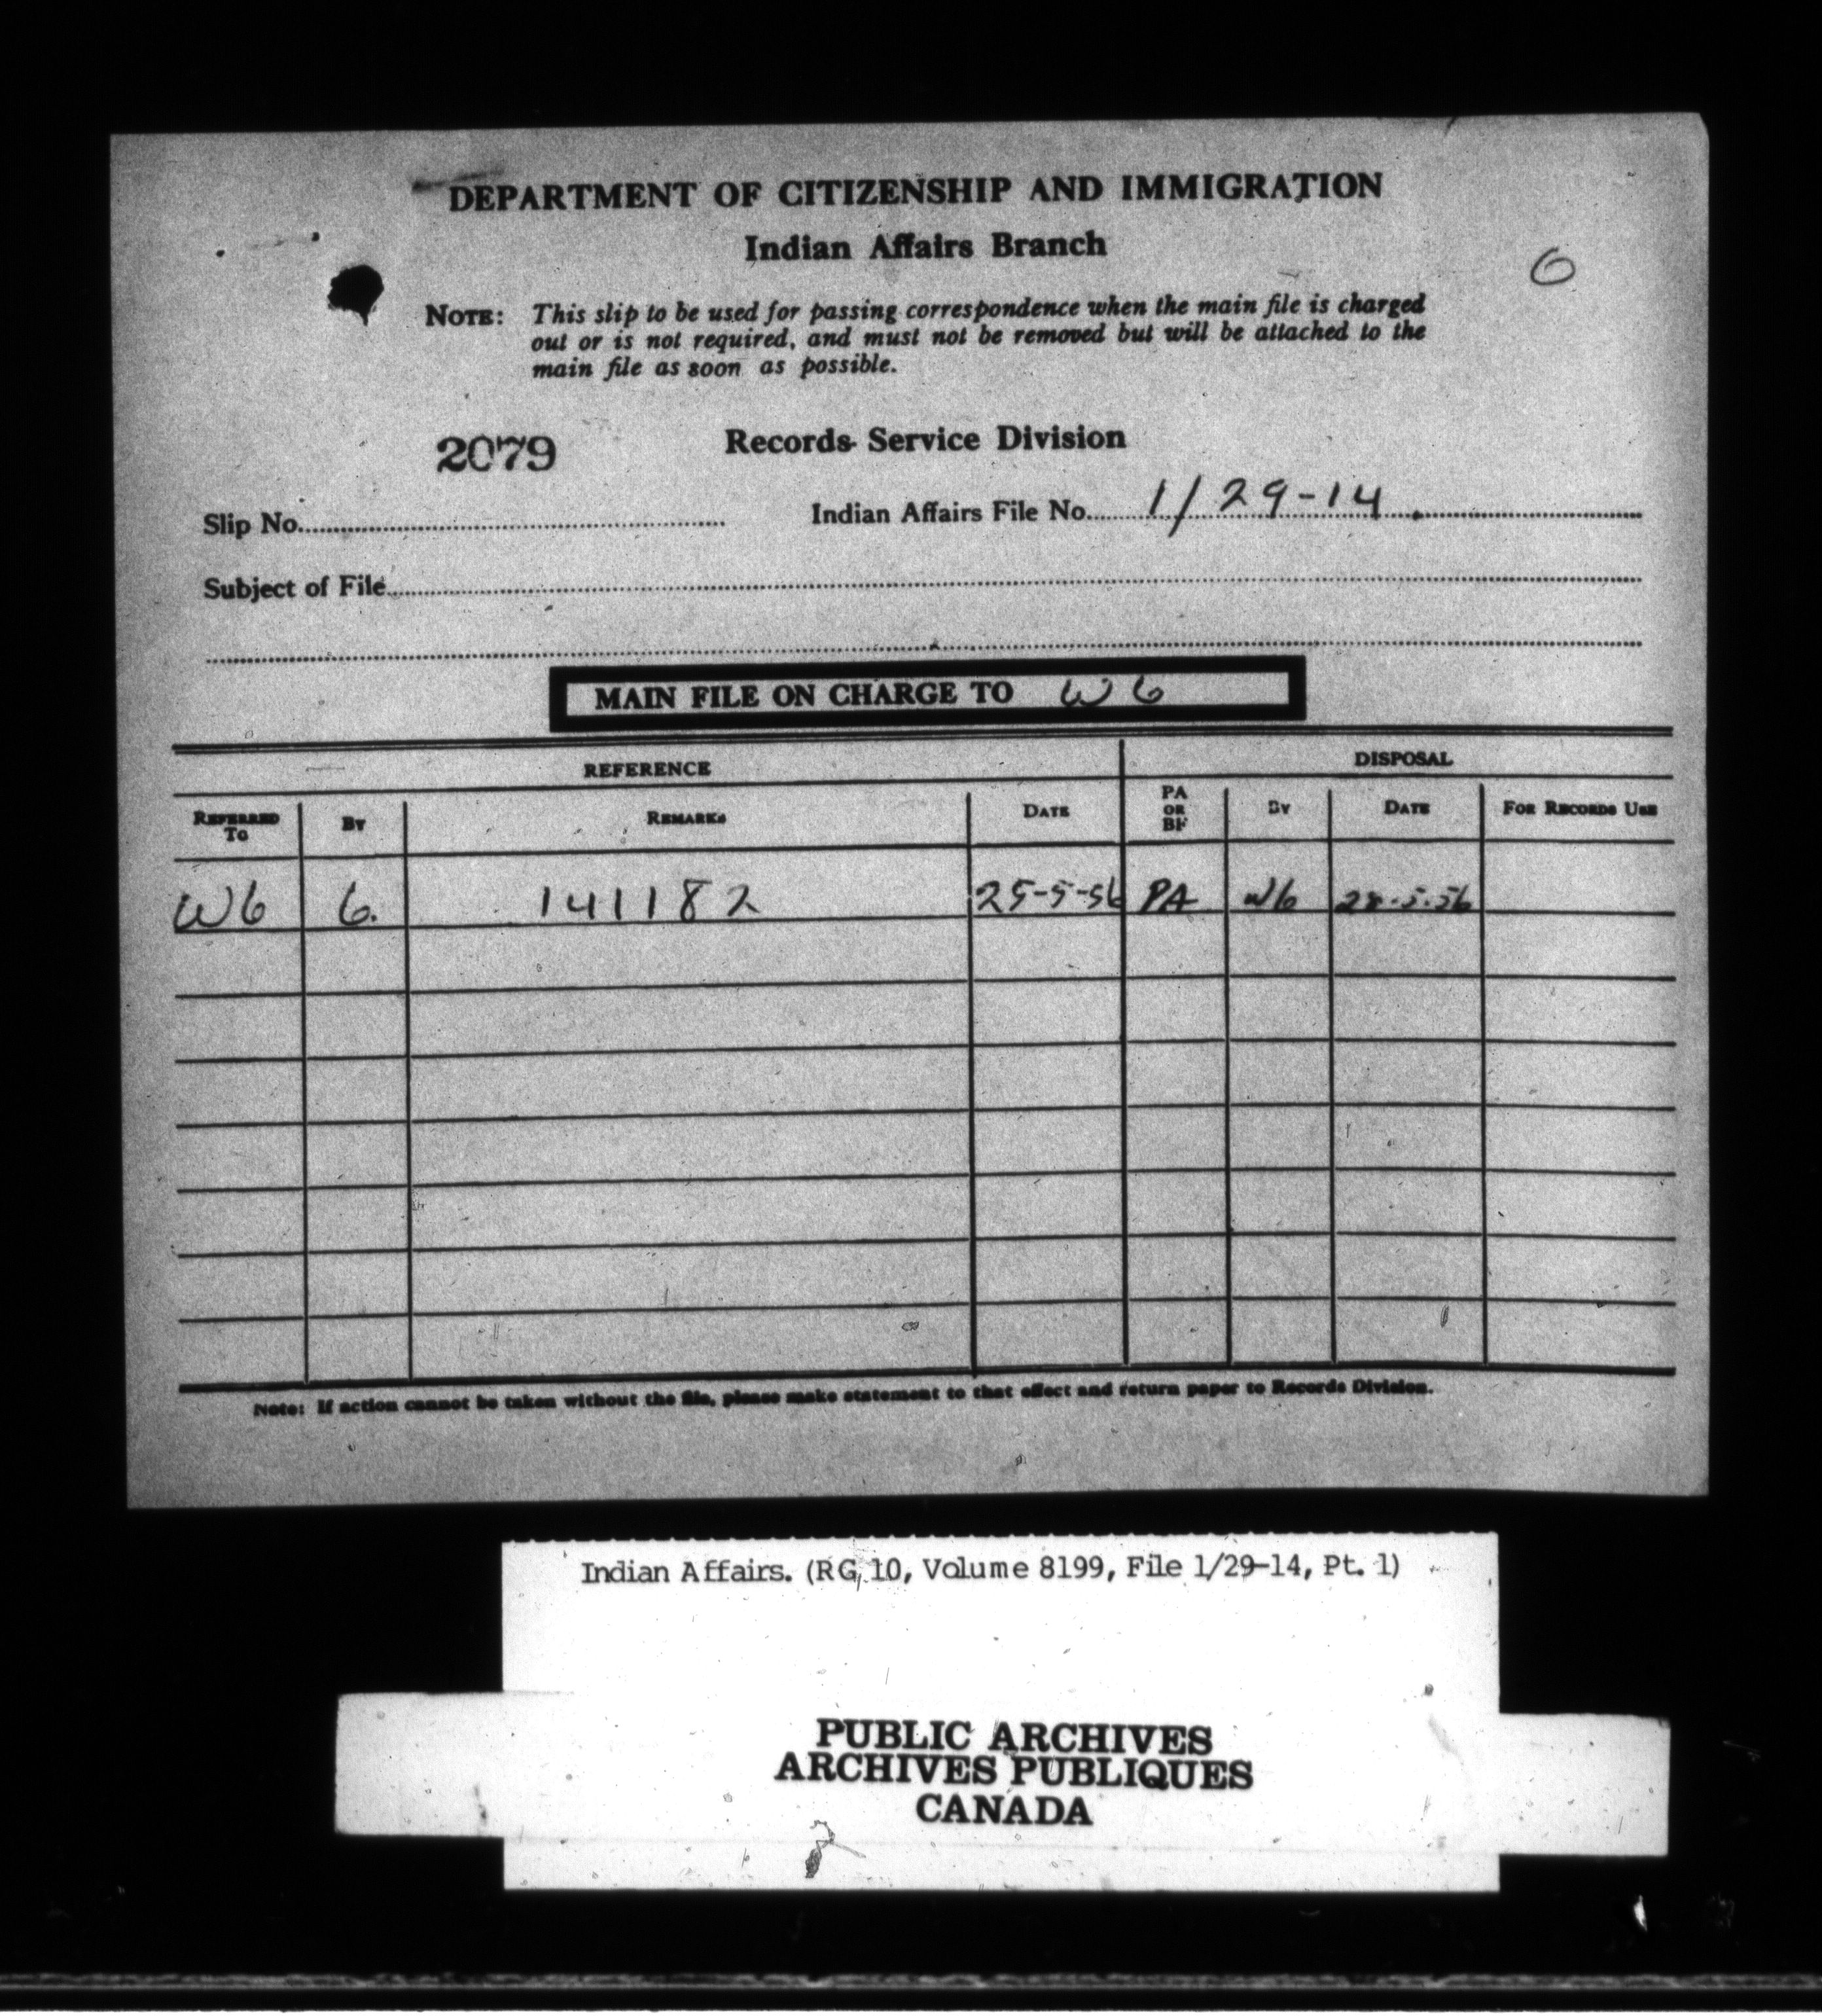 DEPARTMENT OF CITIZENSHIP AND IMMIGRATION
Indian Affairs Branch
6
NOTE: This slip to be used for passing correspondence when the main file is charged
out or is not required, and must not be removed but will be attached to the
main file as soon as possible.
2079
Records Service Division
Slip No. Indian Affairs File No. 1/29-14
Subject of File
MAIN FILE ON CHARGE TO W6
REFERENCE DISPOSAL
REFERRED TO BY REMARKS DATE PA OR BF BY DATE FOR RECORDS USE
W6 6. 141182 25-5-56 PA W6 28.5.56
Note: If action cannot be taken without the file, please make statement to that effect and return paper to Records Division.
Indian Affairs. (RG 10, Volume 8199, File 1/29-14, Pt. 1)
PUBLIC ARCHIVES
ARCHIVES PUBLIQUES
CANADA